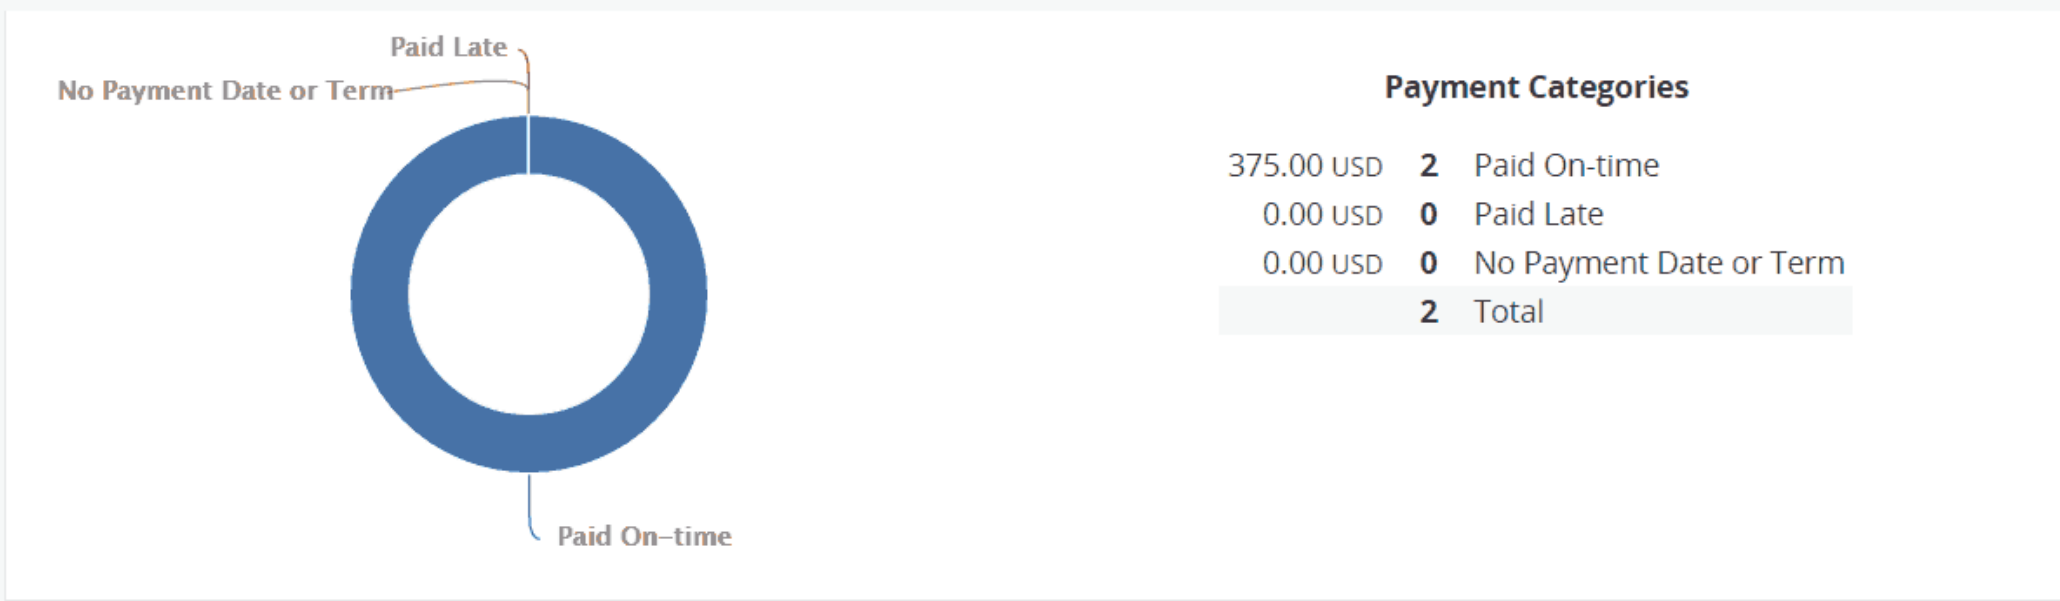 Paid Late
No Payment Date or Term
Paid On-time
Payment Categories
375.00 USD 2 Paid On-time
0.00 USD 0 Paid Late
0.00 USD 0 No Payment Date or Term
2 Total